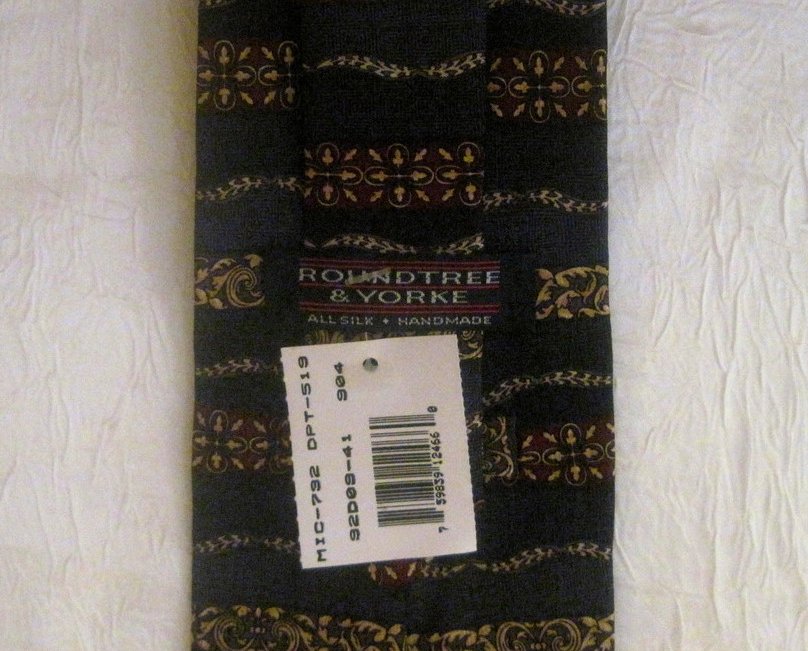 ROUNDTREE
& YORKE
ALL SILK • HANDMADE
MIC-792 DPT-519
92D09-41 904
7 59839 12466 0